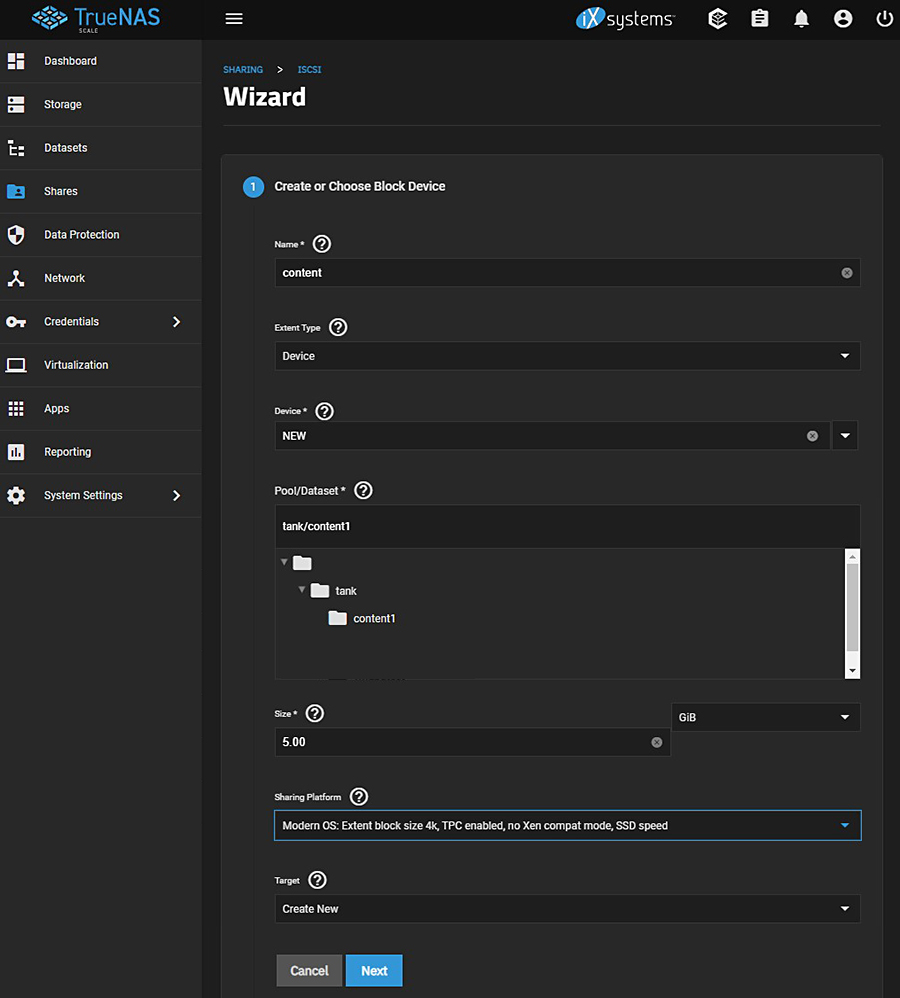 TrueNAS
SCALE
iXsystems
Dashboard
Storage
Datasets
Shares
Data Protection
Network
Credentials
Virtualization
Apps
Reporting
System Settings
SHARING > ISCSI
Wizard
1 Create or Choose Block Device
Name *
content
Extent Type
Device
Device *
NEW
Pool/Dataset *
tank/content1
tank
content1
Size *
GiB
5.00
Sharing Platform
Modern OS: Extent block size 4k, TPC enabled, no Xen compat mode, SSD speed
Target
Create New
Cancel Next